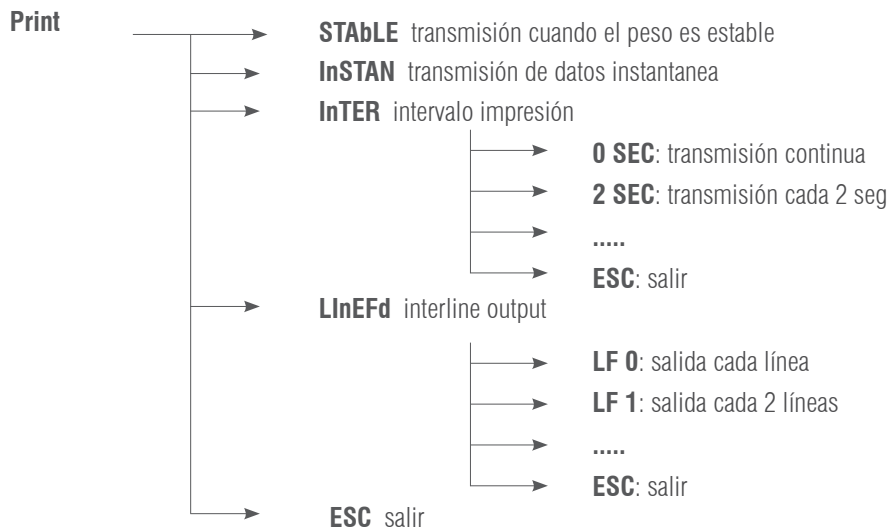 Print
STAbLE transmisión cuando el peso es estable
InSTAN transmisión de datos instantanea
InTER intervalo impresión
0 SEC: transmisión continua
2 SEC: transmisión cada 2 seg
.....
ESC: salir
LInEFd interline output
LF 0: salida cada línea
LF 1: salida cada 2 líneas
.....
ESC: salir
ESC salir